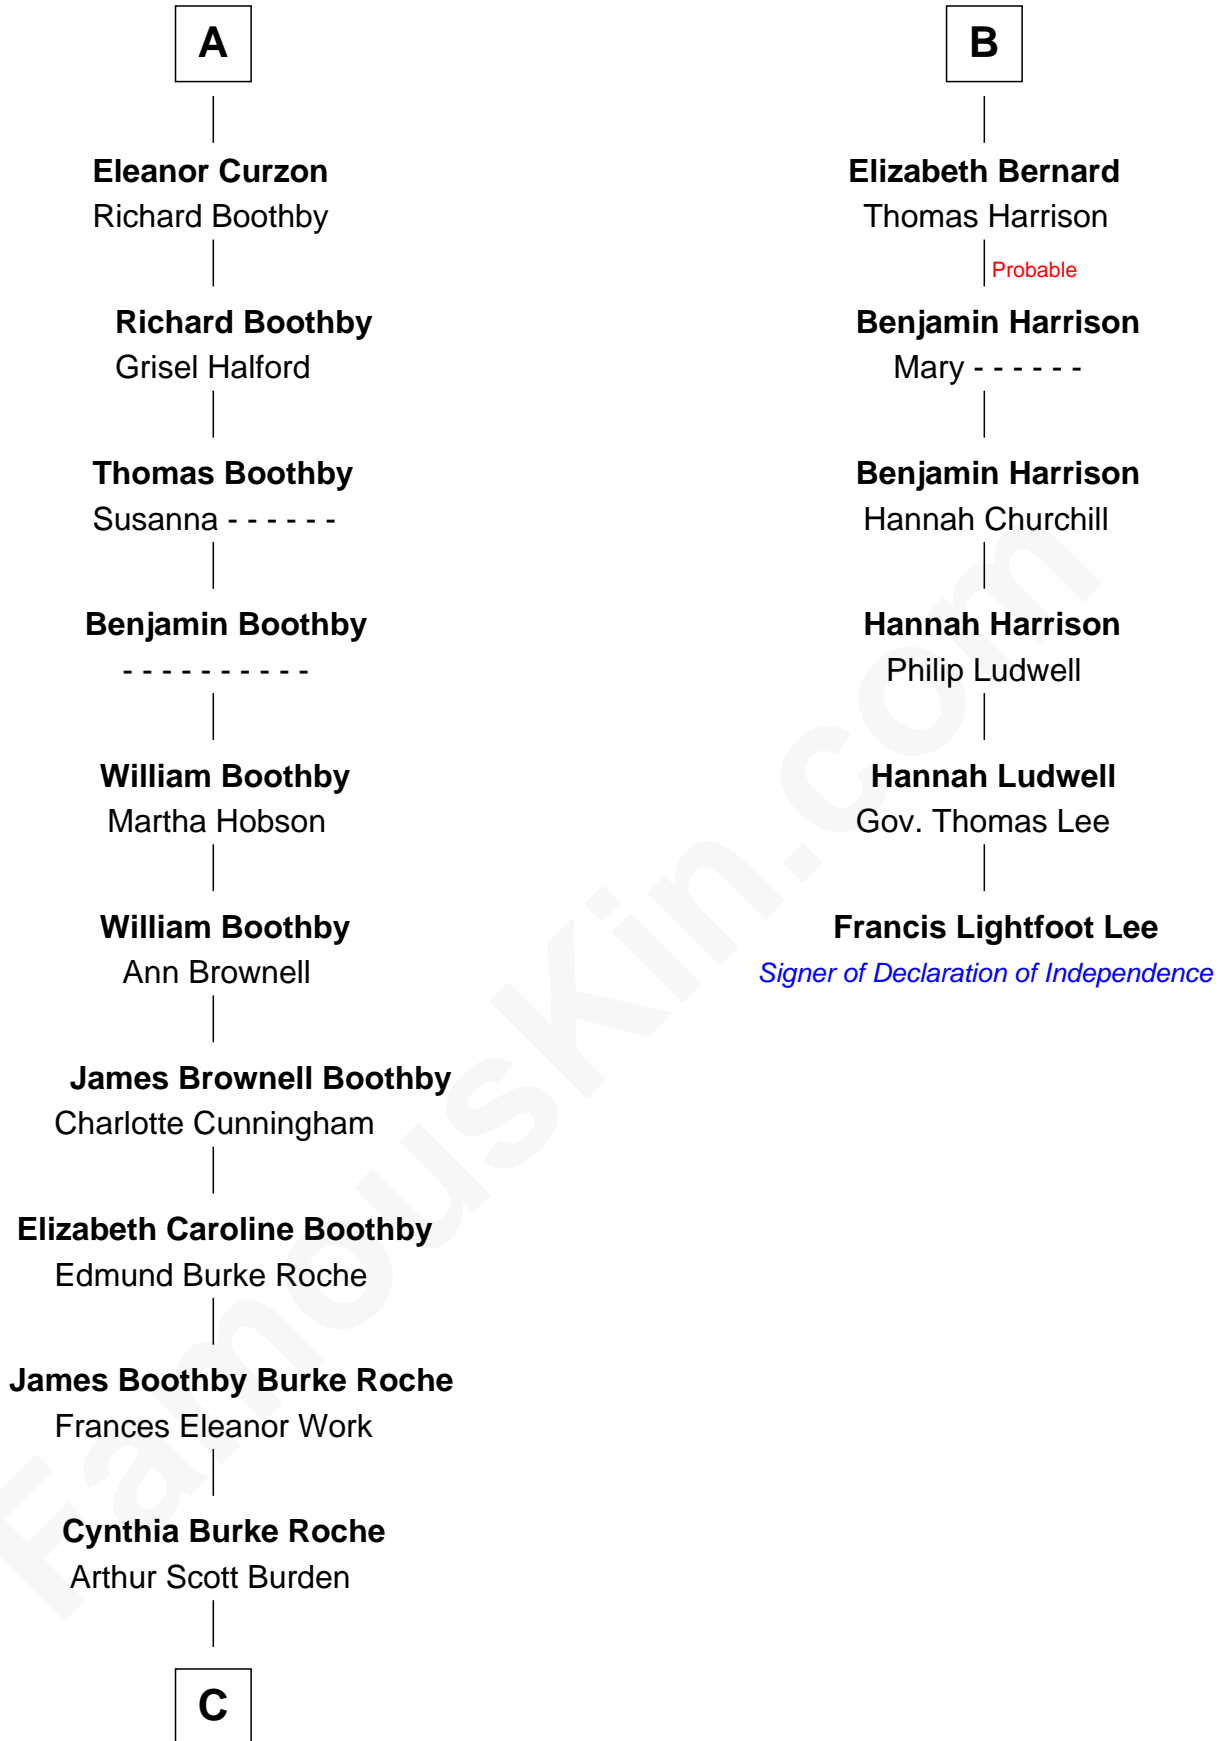 A
Eleanor Curzon
Richard Boothby
Richard Boothby
Grisel Halford
Thomas Boothby
Susanna - - - - - -
Benjamin Boothby
- - - - - - - - - -
William Boothby
Martha Hobson
William Boothby
Ann Brownell
James Brownell Boothby
Charlotte Cunningham
Elizabeth Caroline Boothby
Edmund Burke Roche
James Boothby Burke Roche
Frances Eleanor Work
Cynthia Burke Roche
Arthur Scott Burden
C
B
Elizabeth Bernard
Thomas Harrison
Probable
Benjamin Harrison
Mary - - - - - -
Benjamin Harrison
Hannah Churchill
Hannah Harrison
Philip Ludwell
Hannah Ludwell
Gov. Thomas Lee
Francis Lightfoot Lee
Signer of Declaration of Independence
FamousKin.com